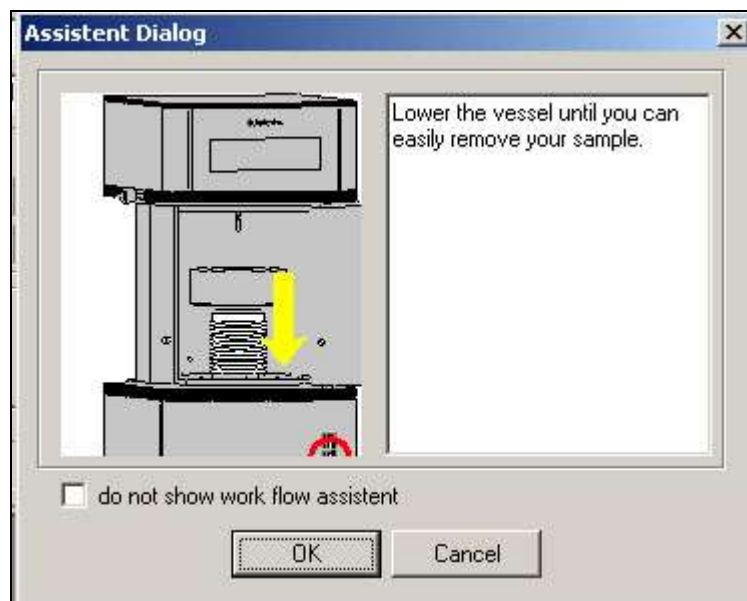 Assistent Dialog
Lower the vessel until you can
easily remove your sample.
do not show work flow assistent
OK
Cancel